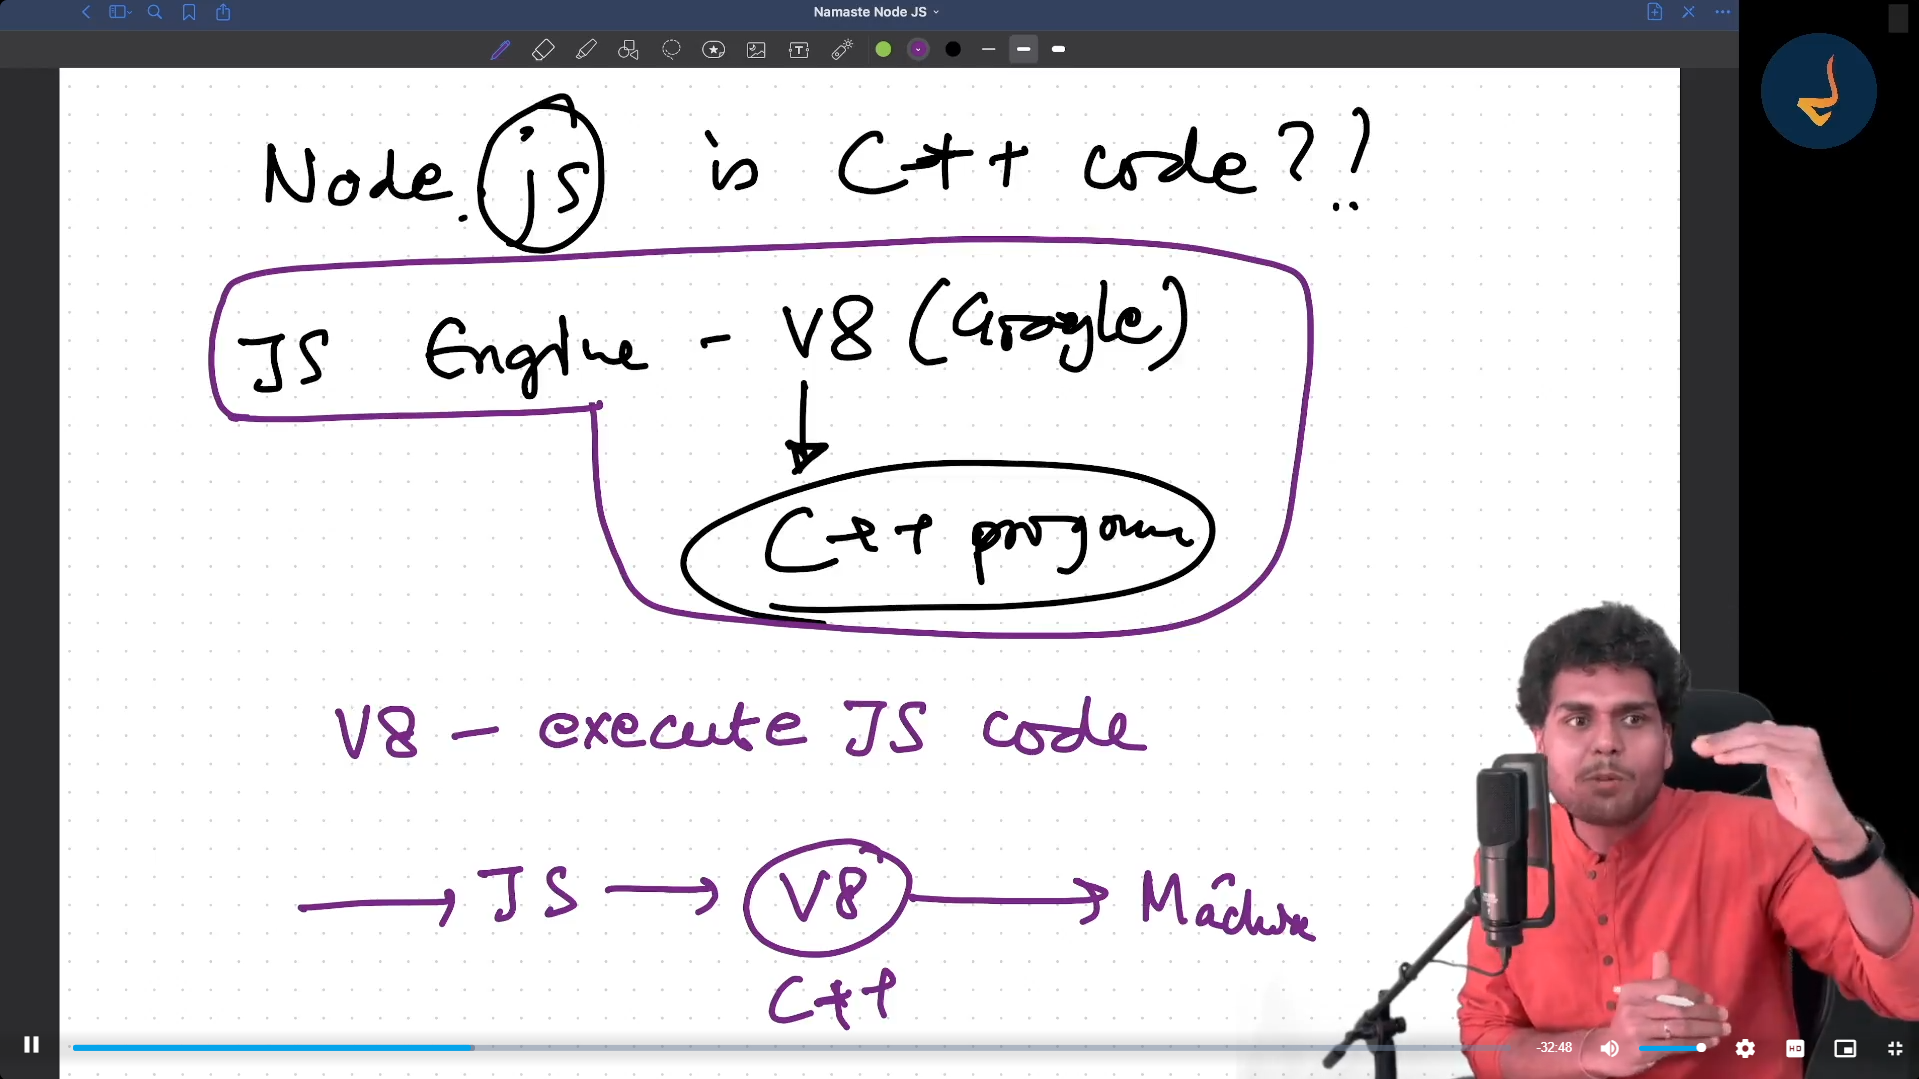 Namaste Node JS
Node.js is C++ code??
JS Engine - V8 (Google)
C++ program
V8 - execute JS code
JS → V8 → Machine
C++
-32:48
HD